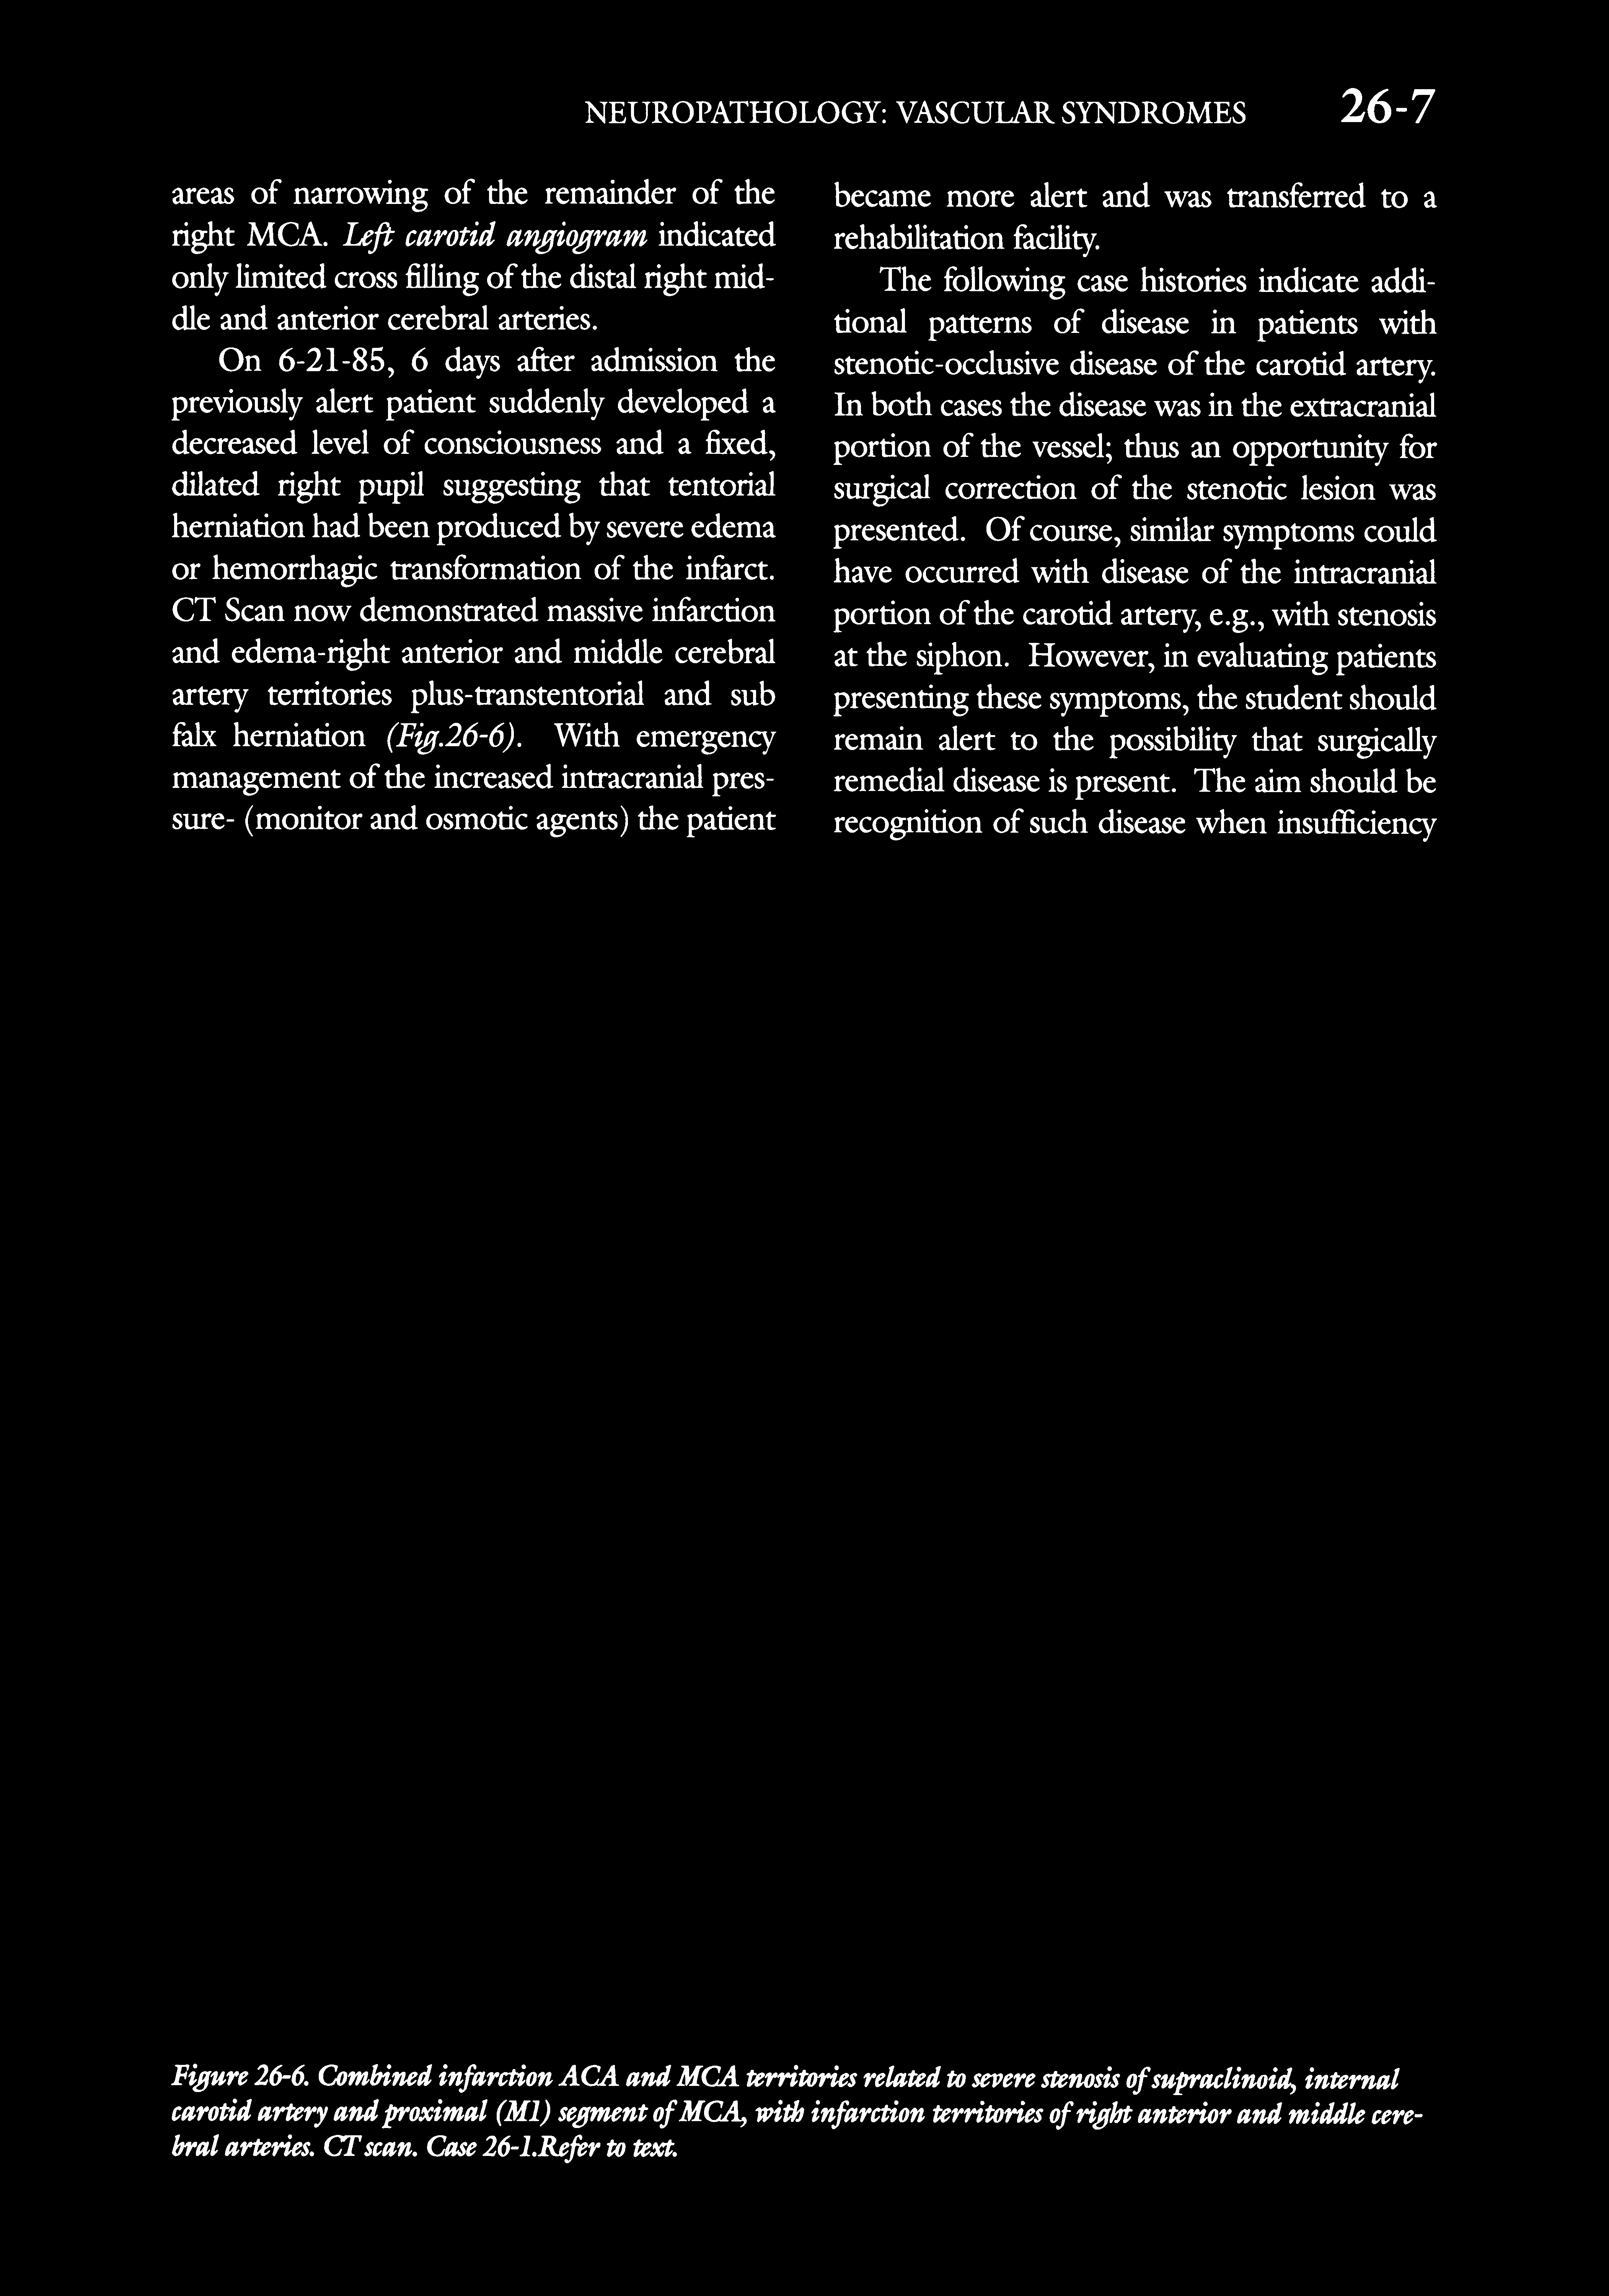 NEUROPATHOLOGY: VASCULAR SYNDROMES 26-7
areas of narrowing of the remainder of the
right MCA. Left carotid angiogram indicated
only limited cross filling of the distal right mid-
dle and anterior cerebral arteries.
On 6-21-85, 6 days after admission the
previously alert patient suddenly developed a
decreased level of consciousness and a fixed,
dilated right pupil suggesting that tentorial
herniation had been produced by severe edema
or hemorrhagic transformation of the infarct.
CT Scan now demonstrated massive infarction
and edema-right anterior and middle cerebral
artery territories plus-transtentorial and sub
falx herniation (Fig.26-6). With emergency
management of the increased intracranial pres-
sure- (monitor and osmotic agents) the patient
became more alert and was transferred to a
rehabilitation facility.
The following case histories indicate addi-
tional patterns of disease in patients with
stenotic-occlusive disease of the carotid artery.
In both cases the disease was in the extracranial
portion of the vessel; thus an opportunity for
surgical correction of the stenotic lesion was
presented. Of course, similar symptoms could
have occurred with disease of the intracranial
portion of the carotid artery, e.g., with stenosis
at the siphon. However, in evaluating patients
presenting these symptoms, the student should
remain alert to the possibility that surgically
remedial disease is present. The aim should be
recognition of such disease when insufficiency
Figure 26-6. Combined infarction ACA and MCA territories related to severe stenosis of supraclinoid, internal
carotid artery and proximal (M1) segment of MCA, with infarction territories of right anterior and middle cere-
bral arteries. CT scan. Case 26-1.Refer to text.